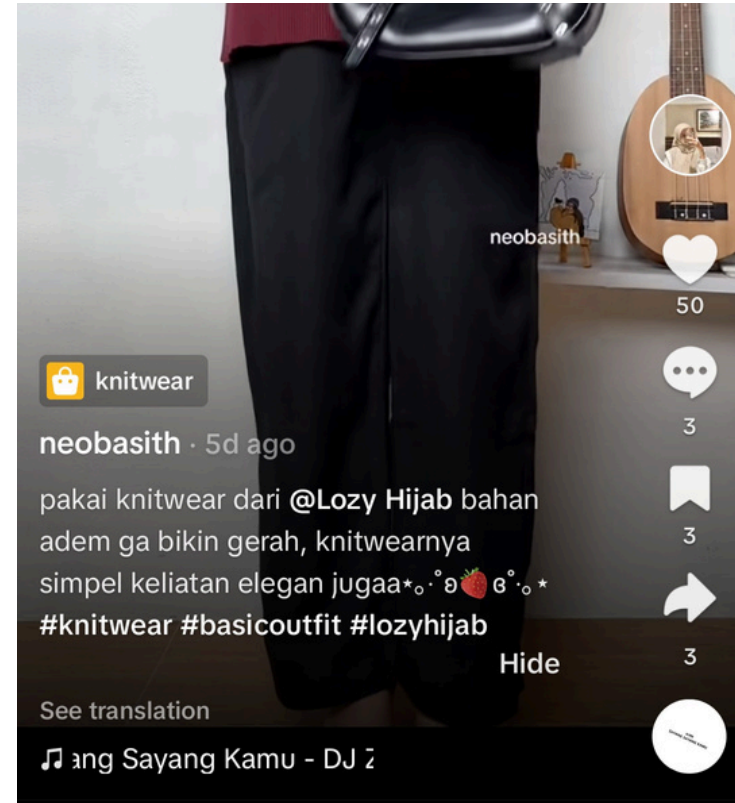 neobasith
50
knitwear
3
neobasith · 5d ago
pakai knitwear dari @Lozy Hijab bahan
adem ga bikin gerah, knitwearnya
simpel keliatan elegan jugaa⋆｡‧˚ʚ🍓ɞ˚‧｡⋆
#knitwear #basicoutfit #lozyhijab
3
Hide
3
See translation
♫ ang Sayang Kamu - DJ